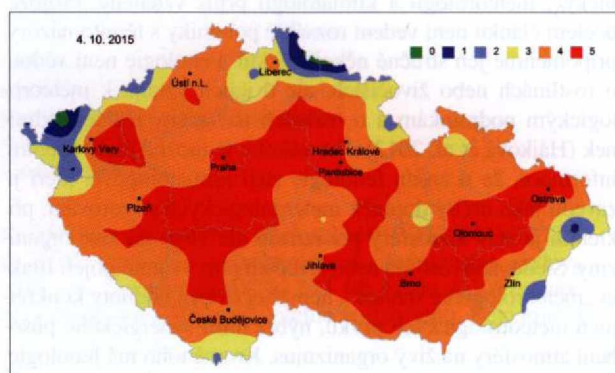 4. 10. 2015
0 1 2 3 4 5
Liberec
Ústí n.L.
Karlovy Vary
Praha
Hradec Králové
Pardubice
Plzeň
Ostrava
Olomouc
Jihlava
Brno
Zlín
České Budějovice